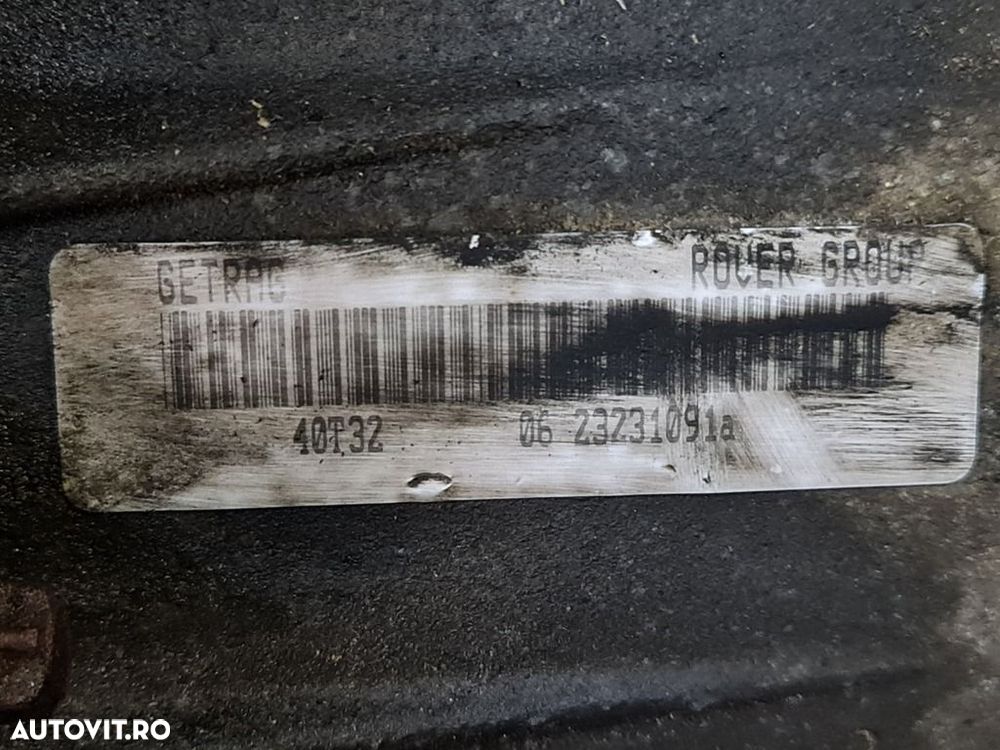 GETRAG ROVER GROUP
40T32 06 23231091a
AUTOVIT.RO